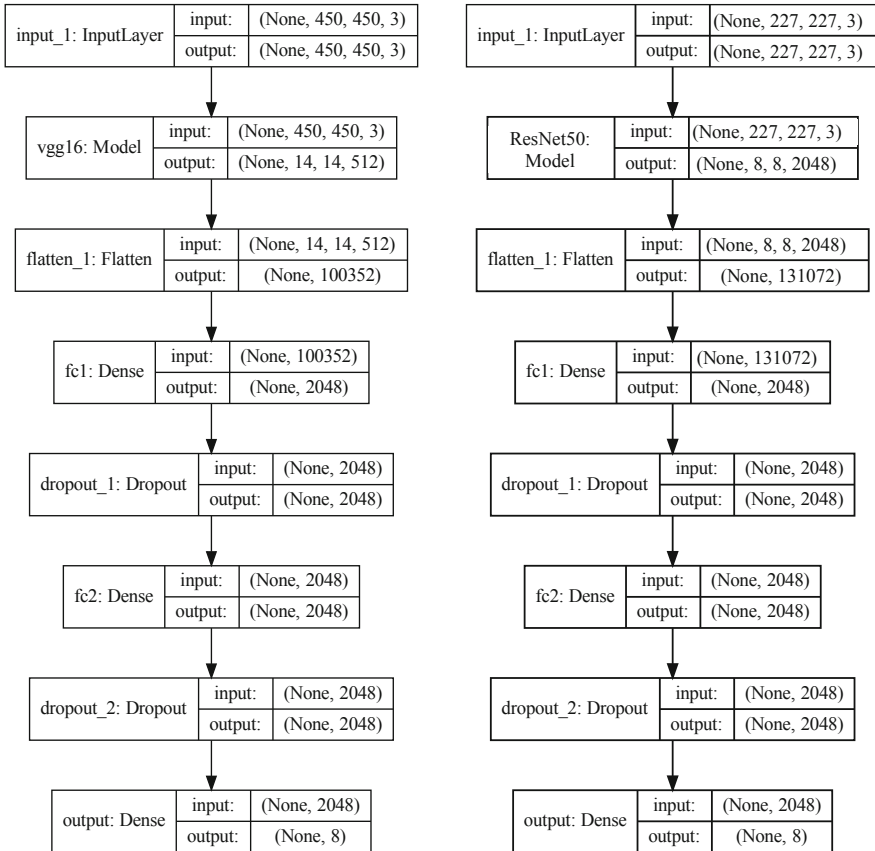 input_1: InputLayer
input:
(None, 450, 450, 3)
output:
(None, 450, 450, 3)
vgg16: Model
input:
(None, 450, 450, 3)
output:
(None, 14, 14, 512)
flatten_1: Flatten
input:
(None, 14, 14, 512)
output:
(None, 100352)
fc1: Dense
input:
(None, 100352)
output:
(None, 2048)
dropout_1: Dropout
input:
(None, 2048)
output:
(None, 2048)
fc2: Dense
input:
(None, 2048)
output:
(None, 2048)
dropout_2: Dropout
input:
(None, 2048)
output:
(None, 2048)
output: Dense
input:
(None, 2048)
output:
(None, 8)
input_1: InputLayer
input:
(None, 227, 227, 3)
output:
(None, 227, 227, 3)
ResNet50:
Model
input:
(None, 227, 227, 3)
output:
(None, 8, 8, 2048)
flatten_1: Flatten
input:
(None, 8, 8, 2048)
output:
(None, 131072)
fc1: Dense
input:
(None, 131072)
output:
(None, 2048)
dropout_1: Dropout
input:
(None, 2048)
output:
(None, 2048)
fc2: Dense
input:
(None, 2048)
output:
(None, 2048)
dropout_2: Dropout
input:
(None, 2048)
output:
(None, 2048)
output: Dense
input:
(None, 2048)
output:
(None, 8)